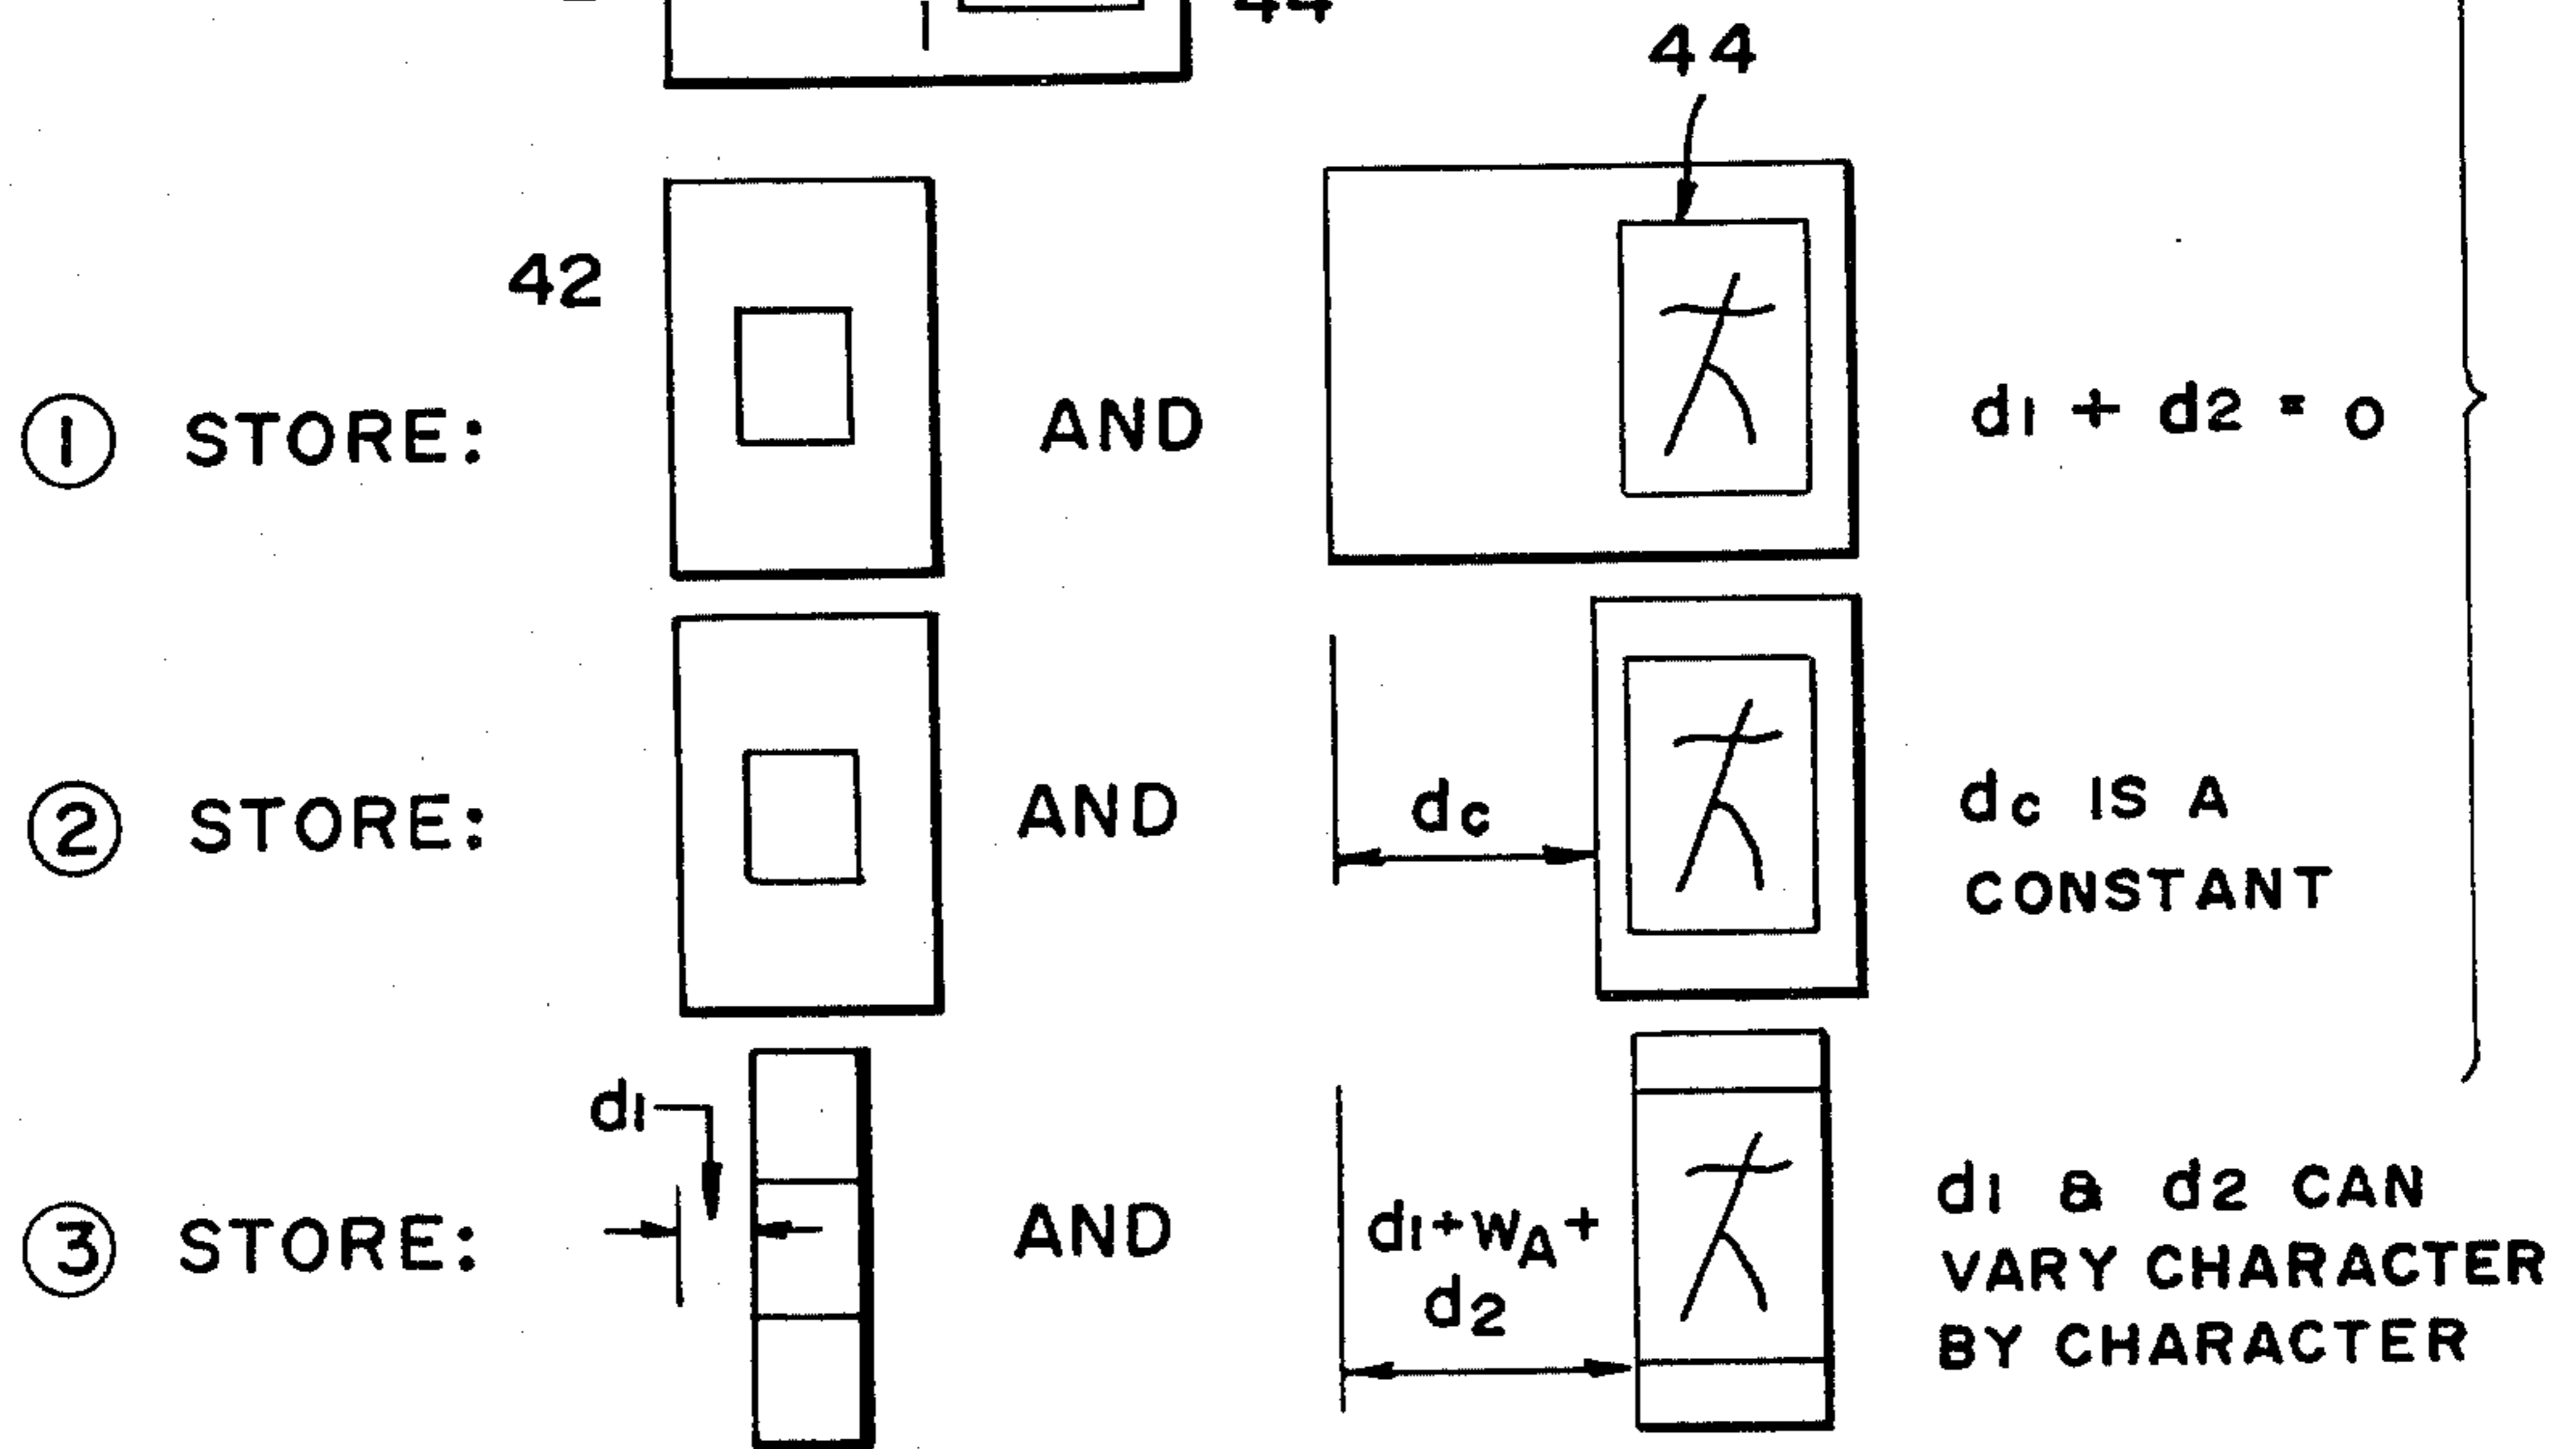 44
44
42
① STORE: AND d1 + d2 = 0
② STORE: AND dc dc IS A
CONSTANT
d1
③ STORE: AND d1+WA+
d2
d1 & d2 CAN
VARY CHARACTER
BY CHARACTER